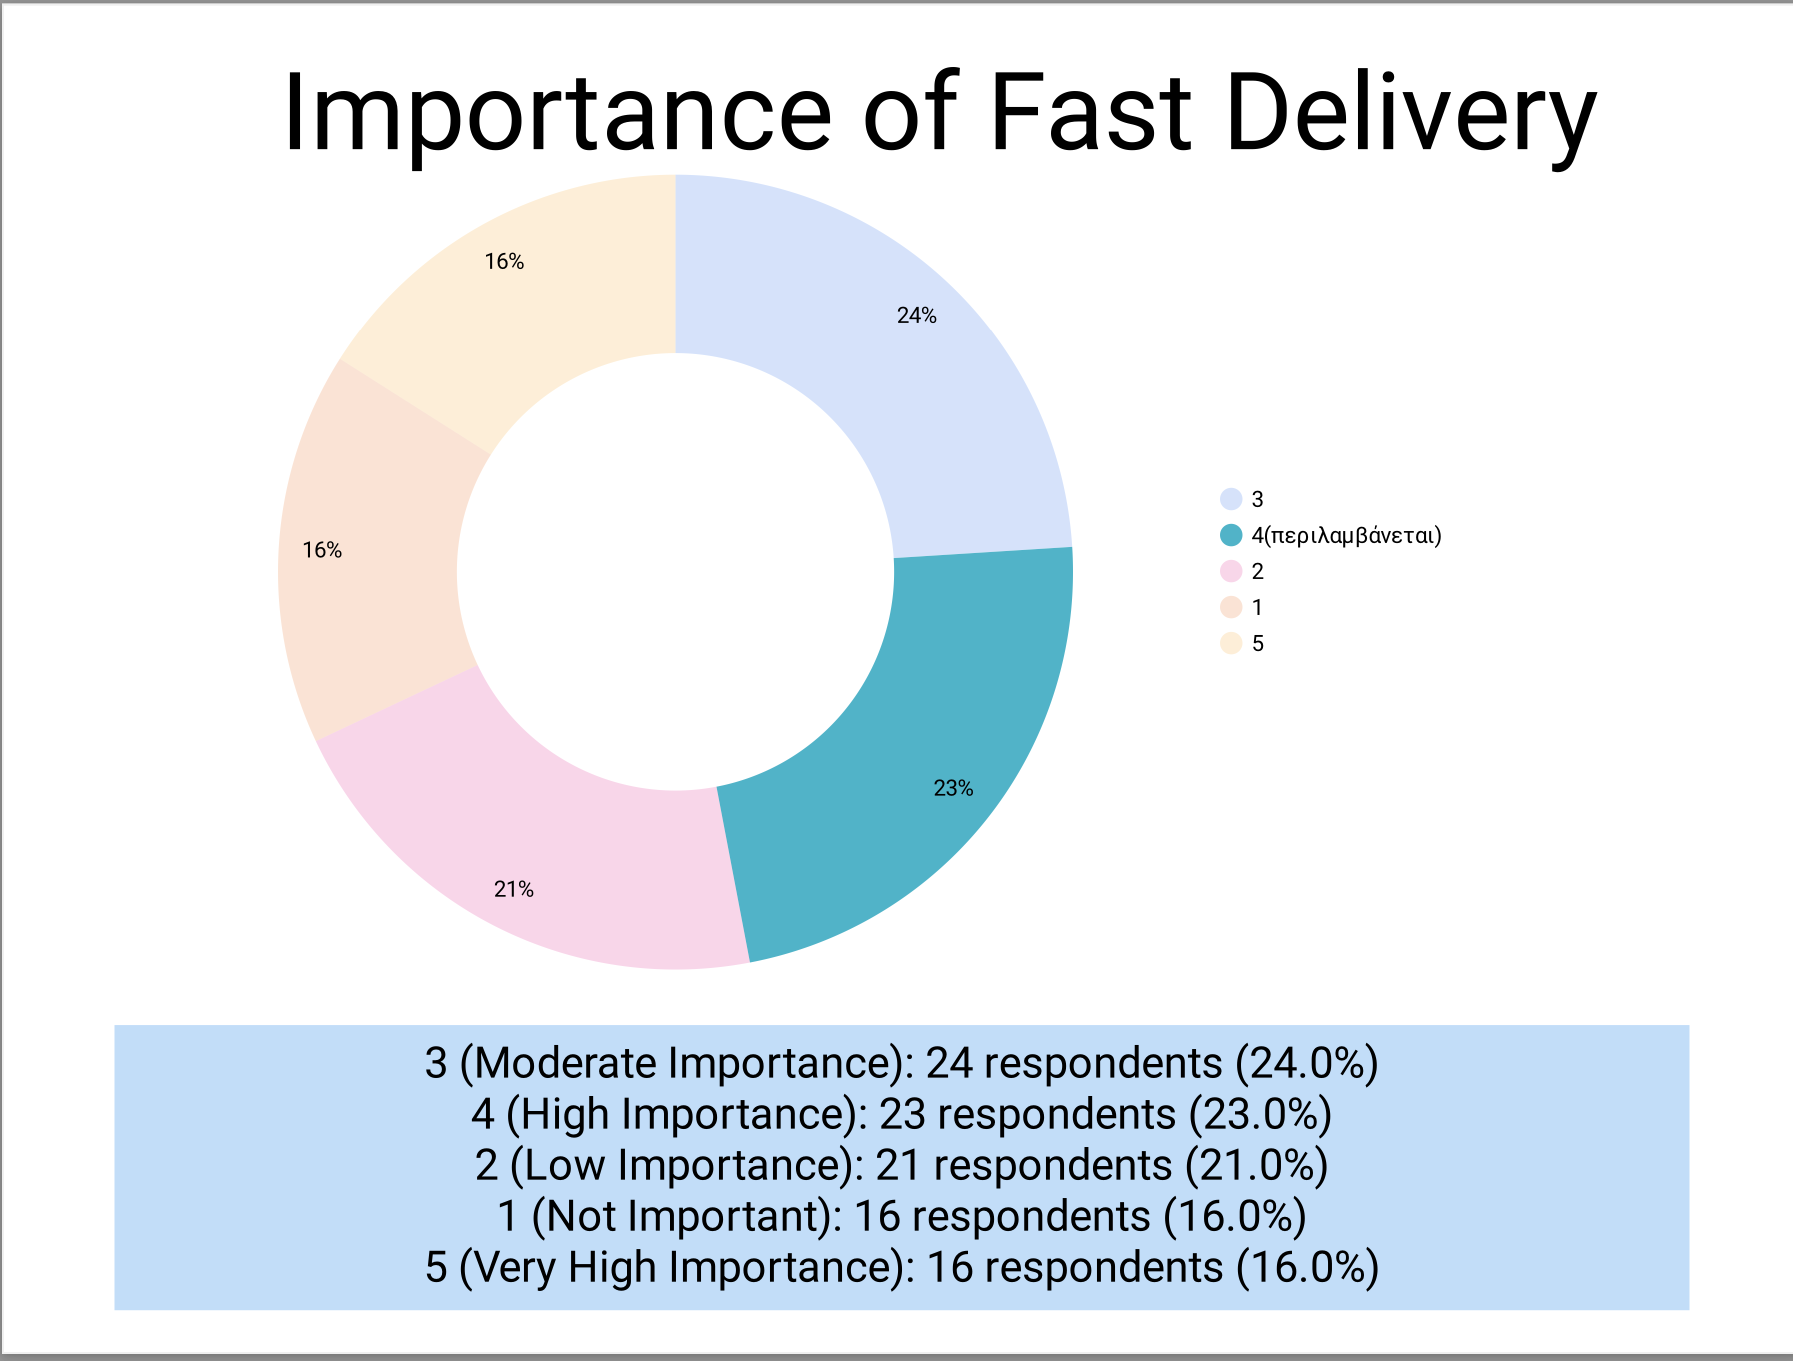 Importance of Fast Delivery
16%
24%
16%
23%
21%
3
4(περιλαμβάνεται)
2
1
5
3 (Moderate Importance): 24 respondents (24.0%)
4 (High Importance): 23 respondents (23.0%)
2 (Low Importance): 21 respondents (21.0%)
1 (Not Important): 16 respondents (16.0%)
5 (Very High Importance): 16 respondents (16.0%)